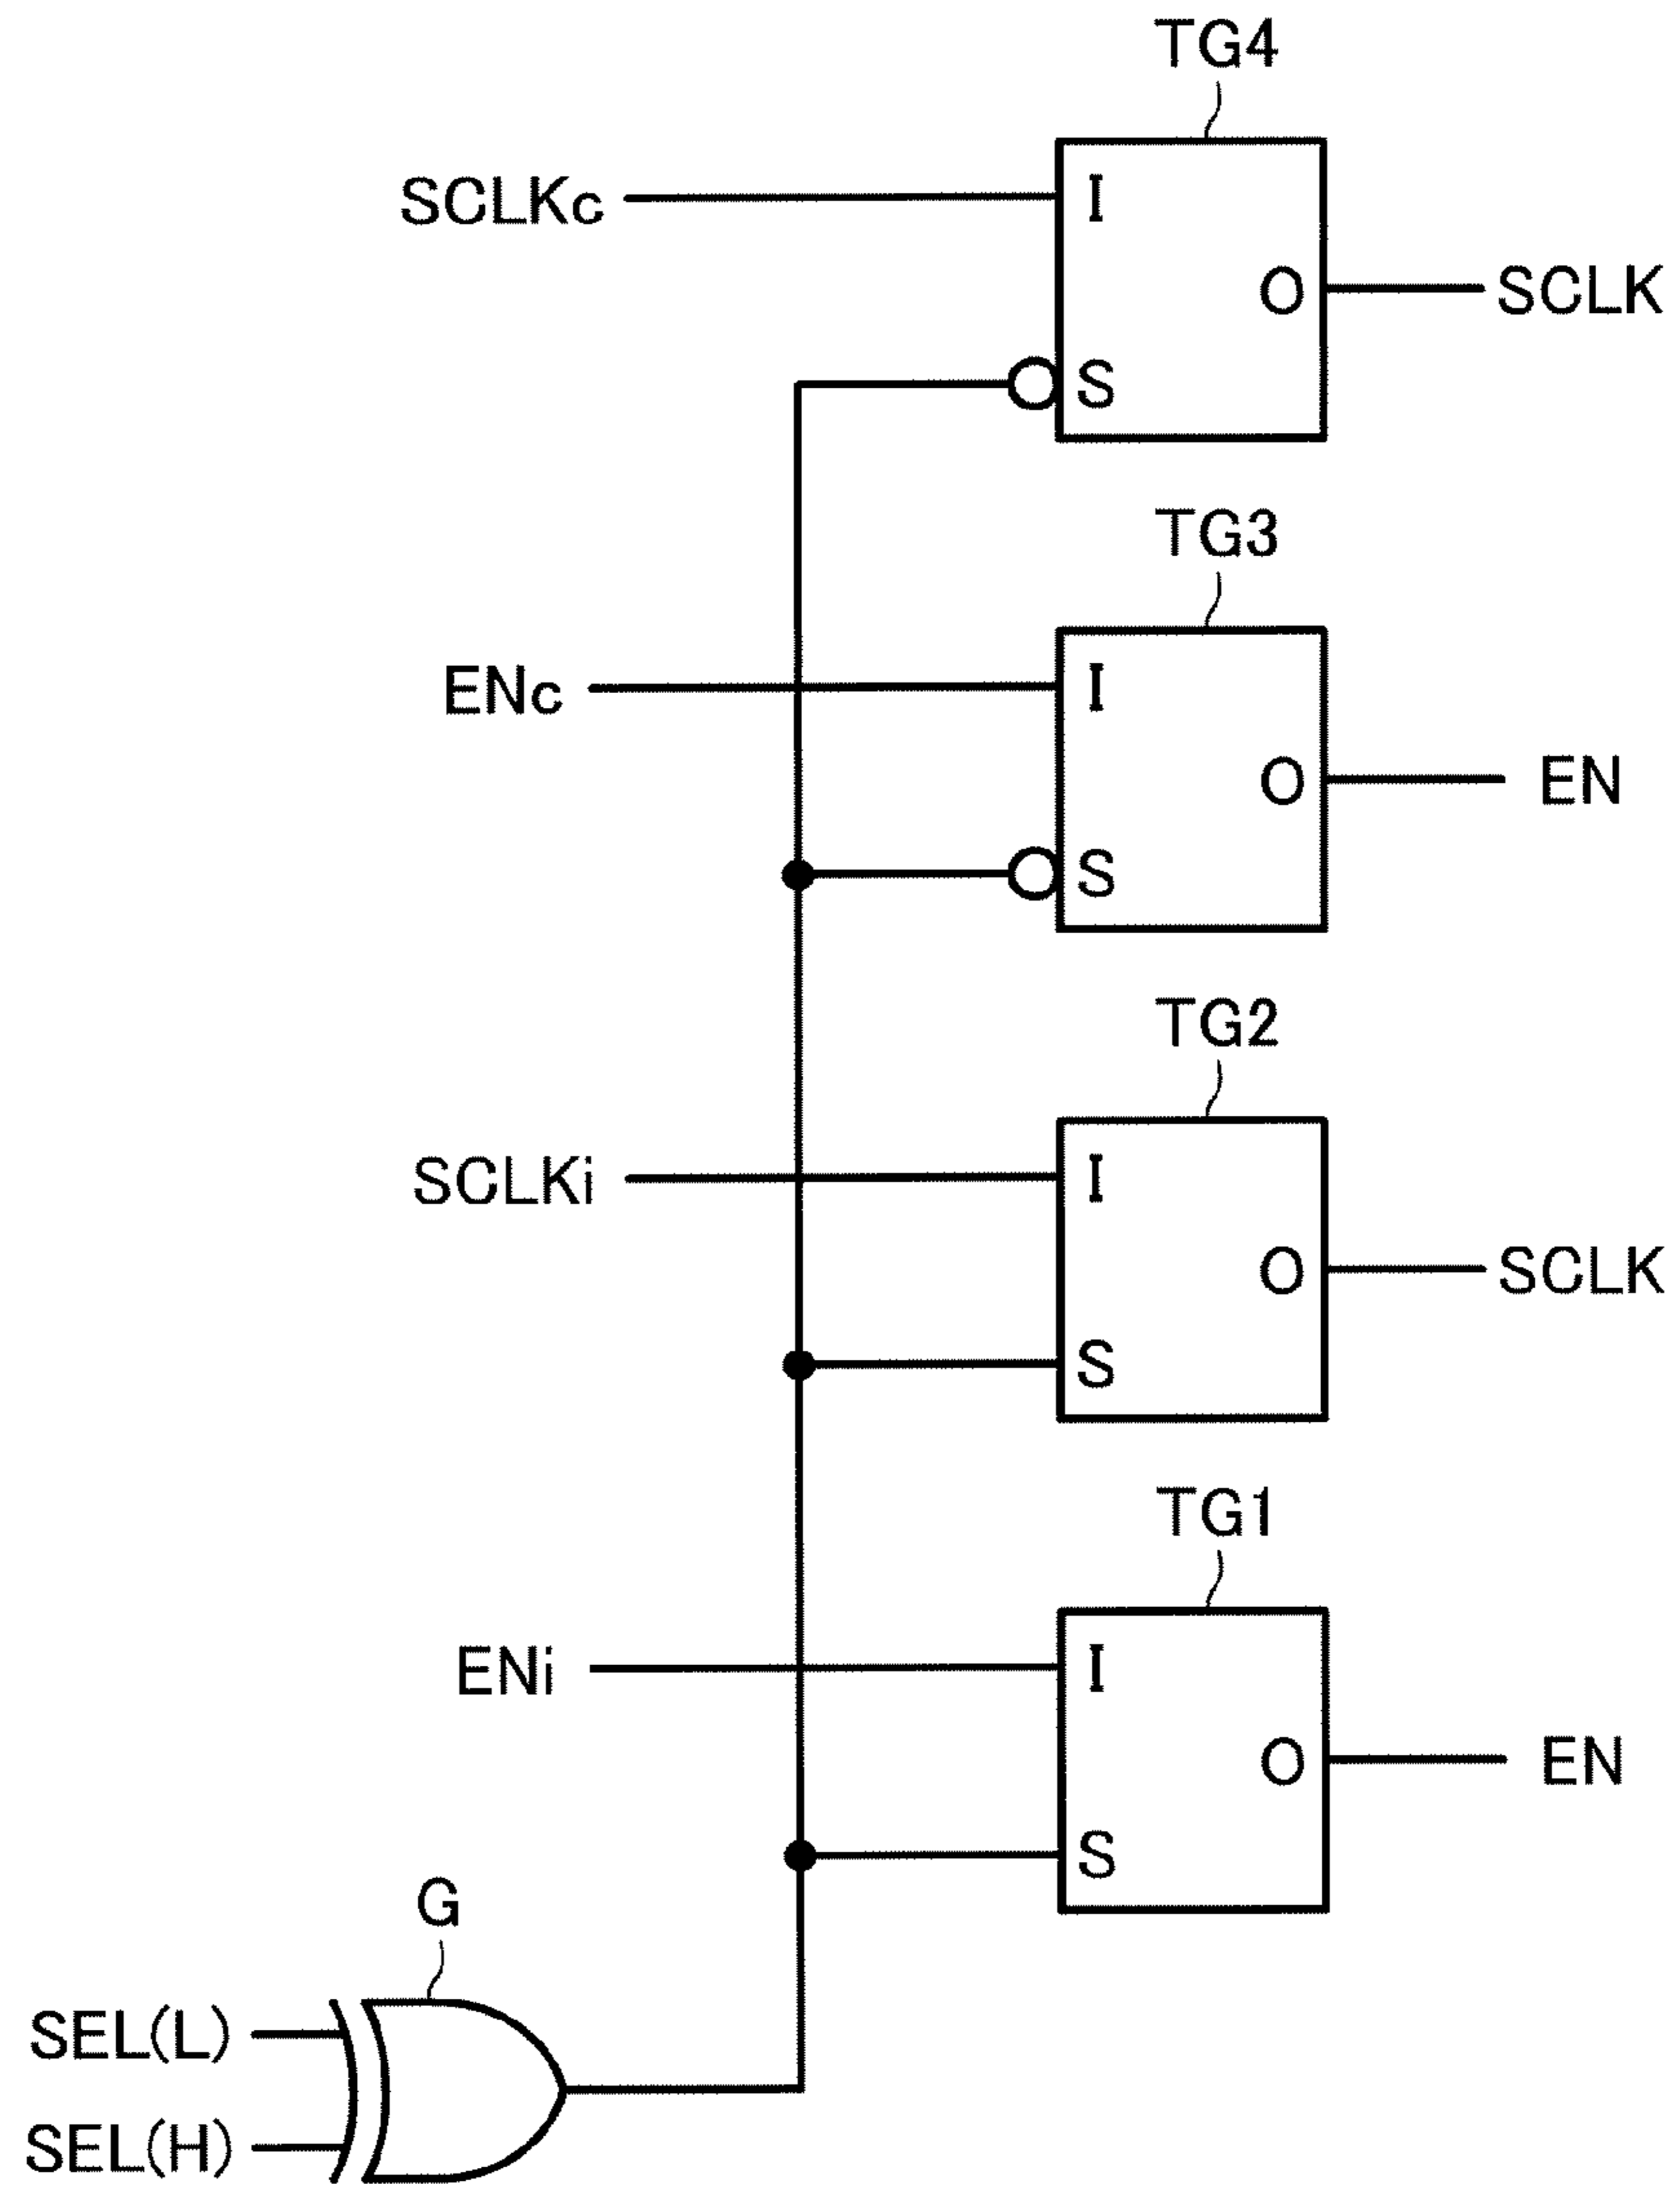 TG4
SCLKc
I
O
SCLK
S
TG3
ENc
I
O
EN
S
TG2
SCLKi
I
O
SCLK
S
TG1
ENi
I
O
EN
S
G
SEL(L)
SEL(H)